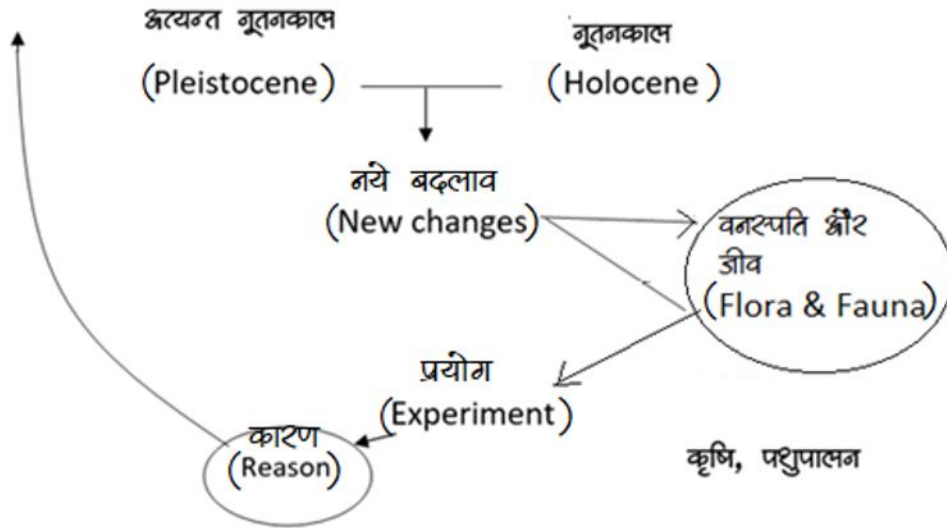 अत्यन्त नूतनकाल
नूतनकाल
(Pleistocene)
(Holocene)
नये बदलाव
(New changes)
वनस्पति और
जीव
(Flora & Fauna)
प्रयोग
(Experiment)
कारण
(Reason)
कृषि, पशुपालन